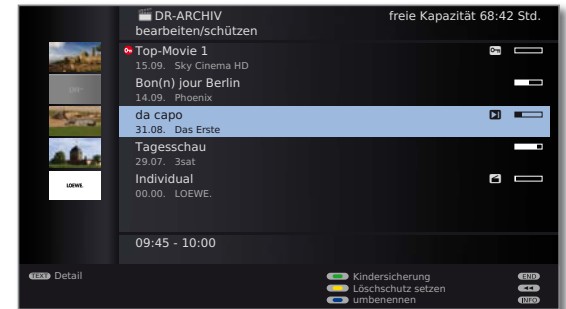 DR-ARCHIV
bearbeiten/schützen
freie Kapazität 68:42 Std.
Top-Movie 1
15.09. Sky Cinema HD
Bon(n) jour Berlin
14.09. Phoenix
da capo
31.08. Das Erste
Tagesschau
29.07. 3sat
Individual
00.00. LOEWE.
LOEWE.
09:45 - 10:00
TEXT Detail
Kindersicherung END
Löschschutz setzen
umbenennen INFO